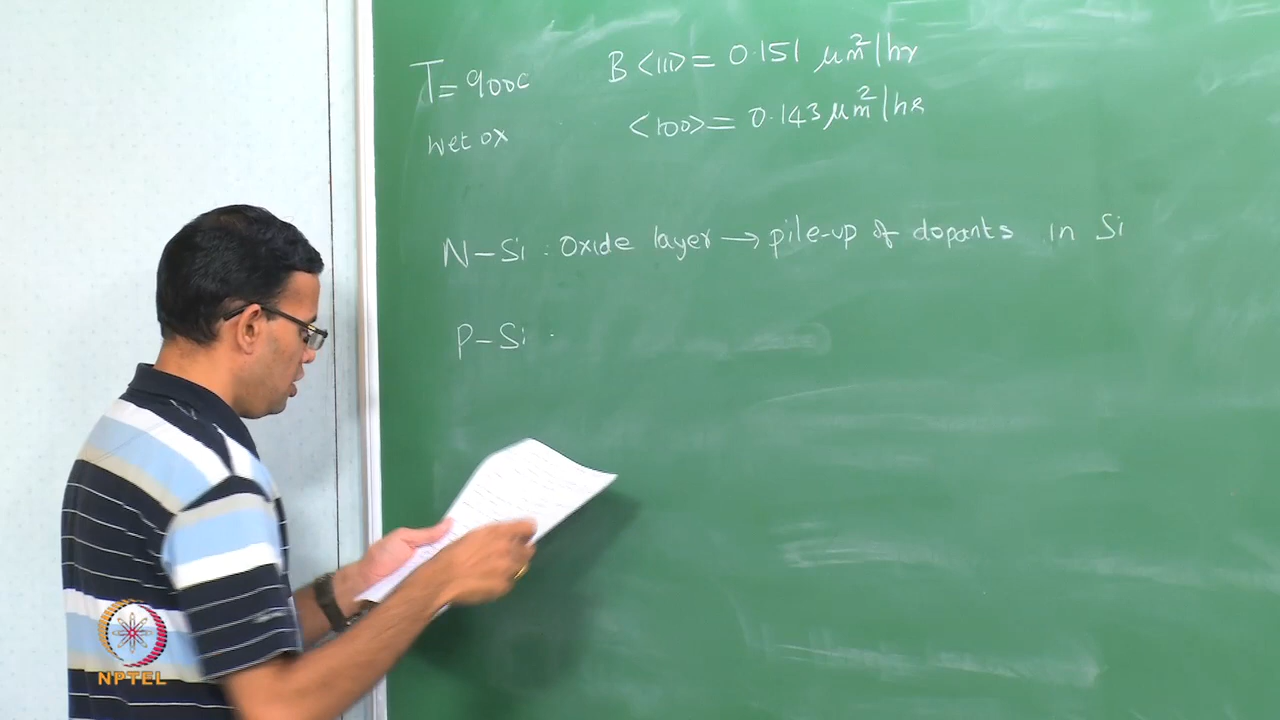 T = 900C
B <111> = 0.151 μm²/hr
wet ox
<100> = 0.143 μm²/hr
N-Si : Oxide layer → pile-up of dopants in Si
P-Si :
NPTEL